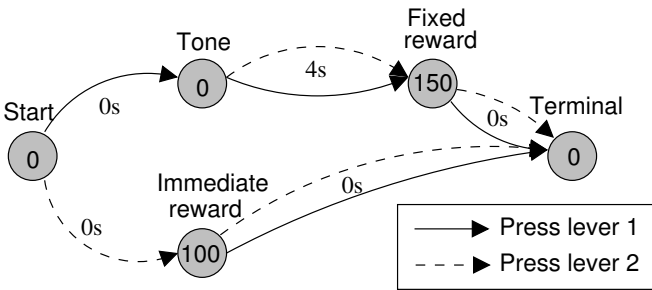 Tone
Fixed
reward
0
4s
150
0s
Terminal
Start
0s
0
0
Immediate
reward
0s
0s
100
Press lever 1
Press lever 2